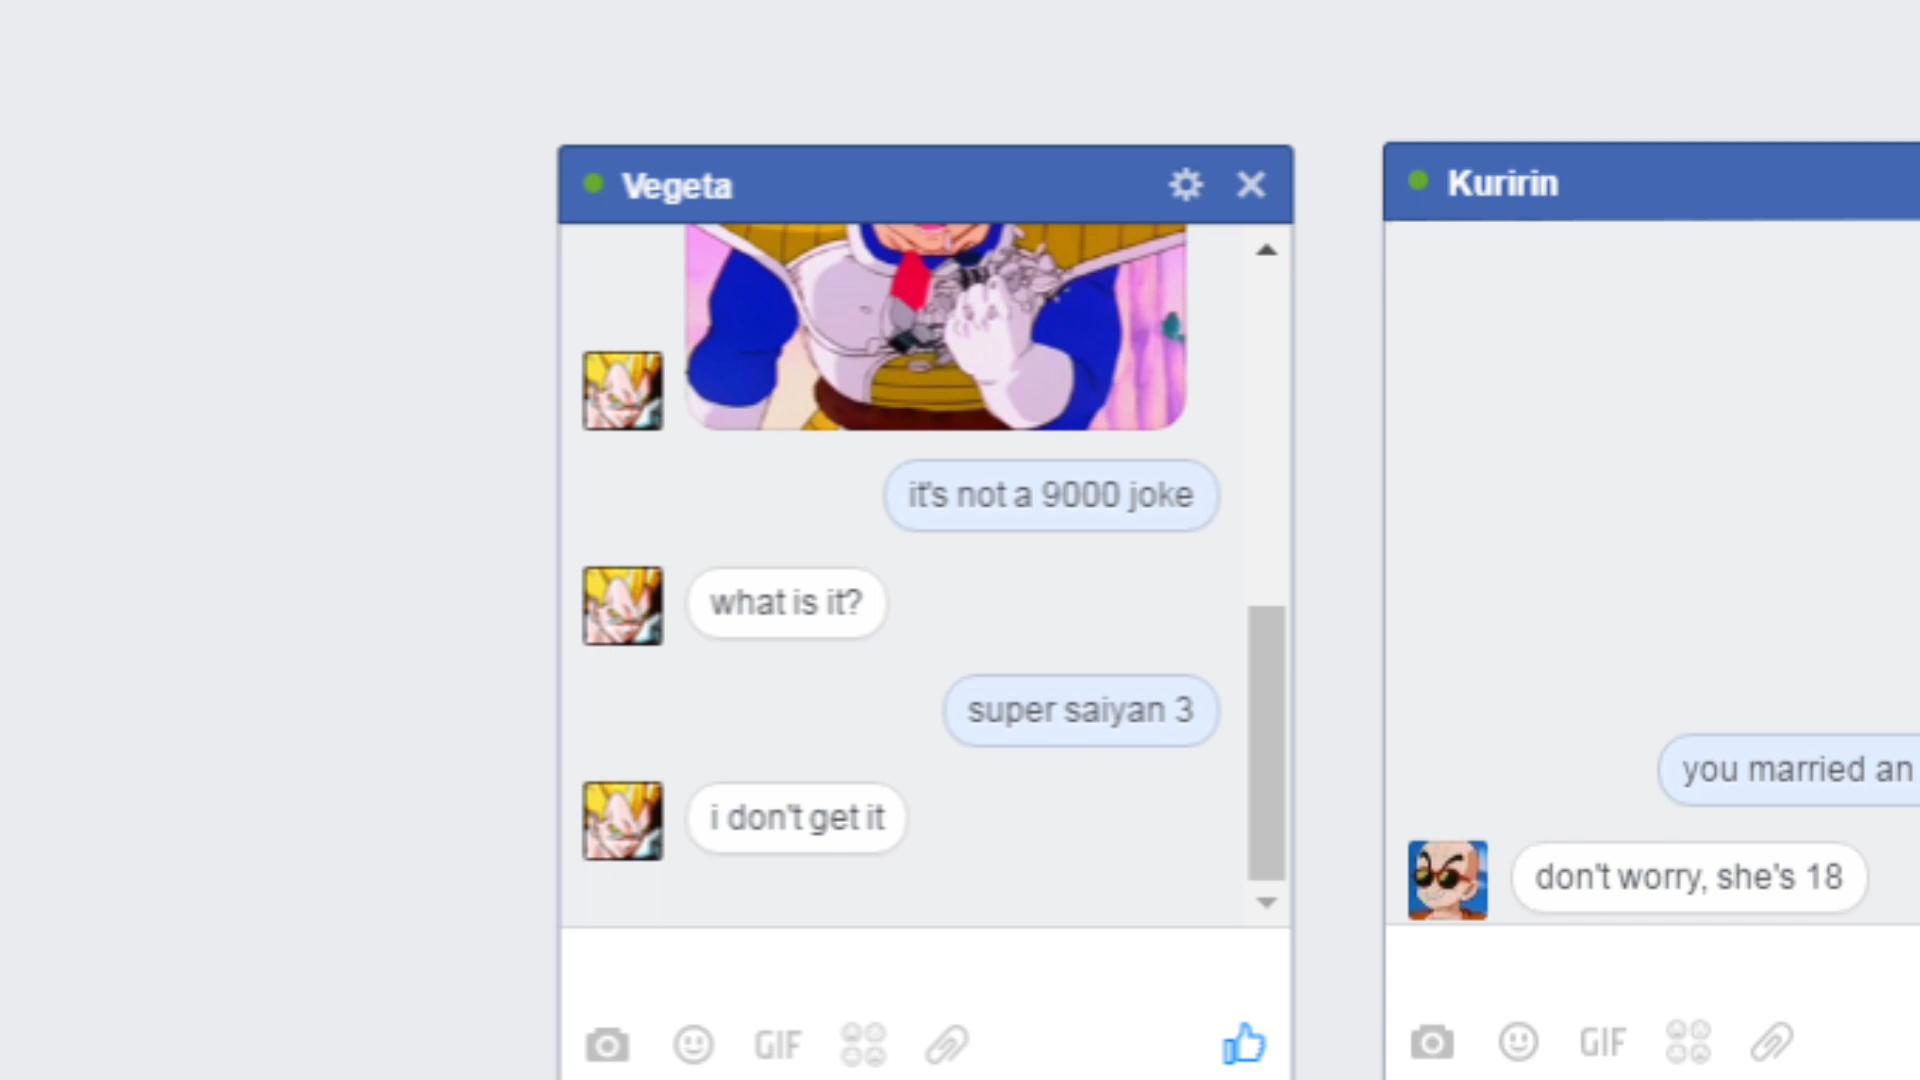 Vegeta
it's not a 9000 joke
what is it?
super saiyan 3
i don't get it
GIF
Kuririn
you married an
don't worry, she's 18
GIF